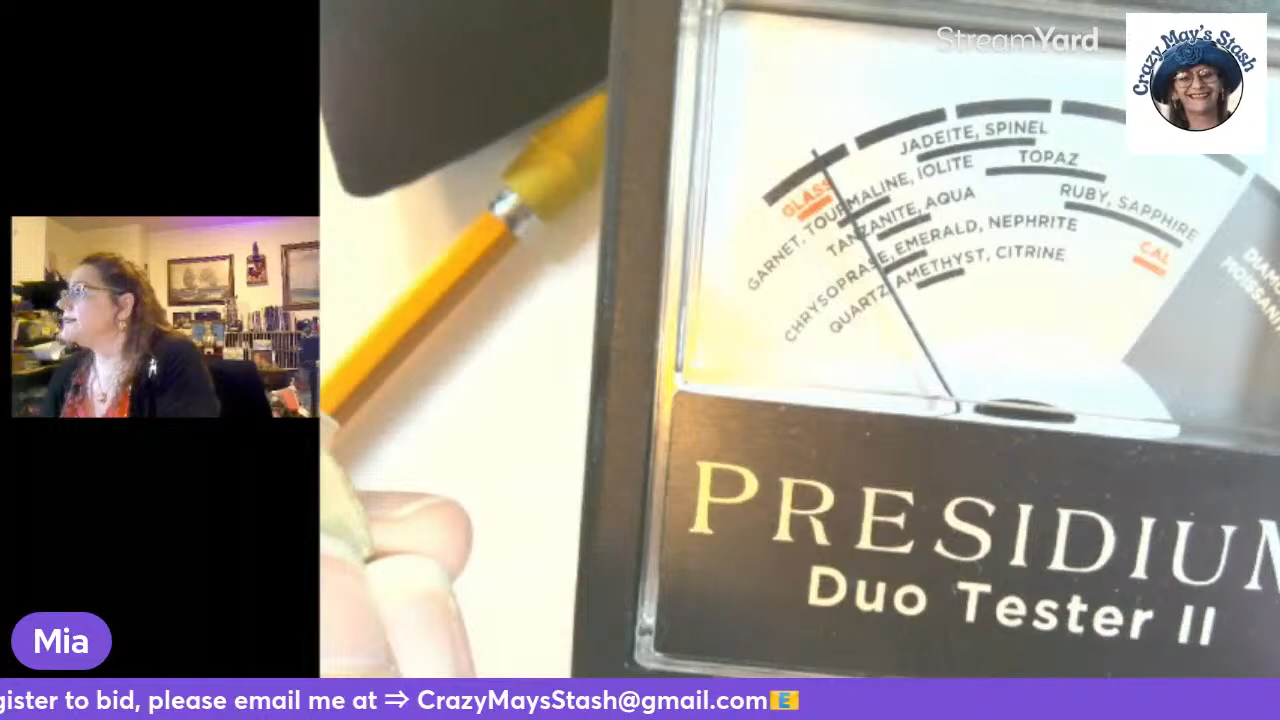 StreamYard
Crazy May's Stash
JADEITE, SPINEL
TOPAZ
RUBY, SAPPHIRE
GLASS
GARNET, TOURMALINE, IOLITE
TANZANITE, AQUA
CHRYSOPRASE, EMERALD, NEPHRITE
QUARTZ, AMETHYST, CITRINE
CAL
PRESIDIUM
Duo Tester II
Mia
gister to bid, please email me at ⇒ CrazyMaysStash@gmail.com